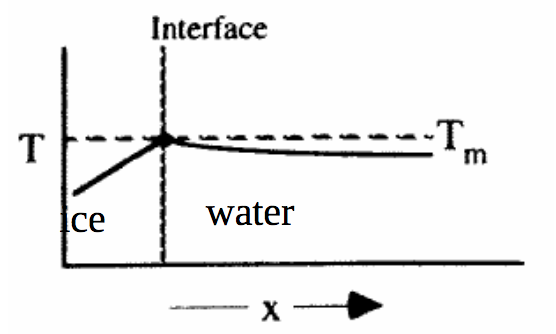 Interface
T
Tm
ice
water
x